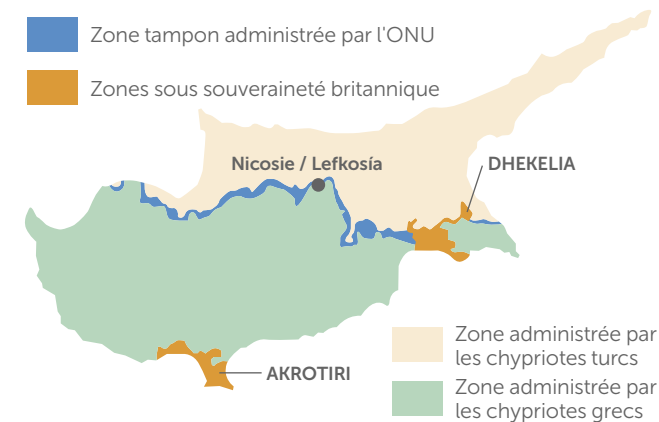 Zone tampon administrée par l'ONU
Zones sous souveraineté britannique
Nicosie / Lefkosía
DHEKELIA
AKROTIRI
Zone administrée par
les chypriotes turcs
Zone administrée par
les chypriotes grecs